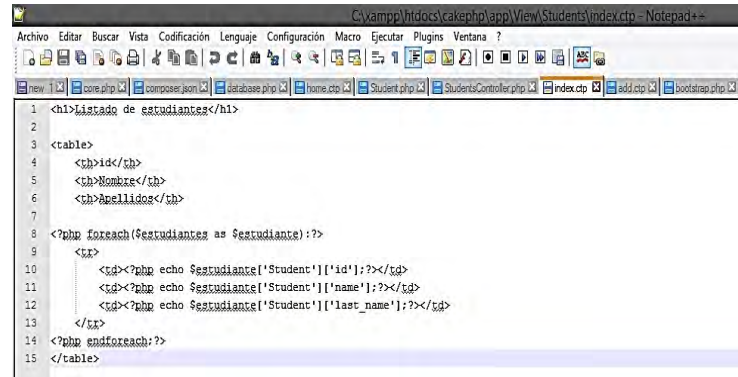 C:\xampp\htdocs\cakephp\app\View\Students\index.ctp - Notepad++
Archivo Editar Buscar Vista Codificación Lenguaje Configuración Macro Ejecutar Plugins Ventana ?
new 1 core.php composer.json database.php home.ctp Student.php StudentsController.php index.ctp add.ctp bootstrap.php
1 <h1>Listado de estudiantes</h1>
2
3 <table>
4 <th>id</th>
5 <th>Nombre</th>
6 <th>Apellidos</th>
7
8 <?php foreach($estudiantes as $estudiante):?>
9 <tr>
10 <td><?php echo $estudiante['Student']['id'];?></td>
11 <td><?php echo $estudiante['Student']['name'];?></td>
12 <td><?php echo $estudiante['Student']['last_name'];?></td>
13 </tr>
14 <?php endforeach;?>
15 </table>